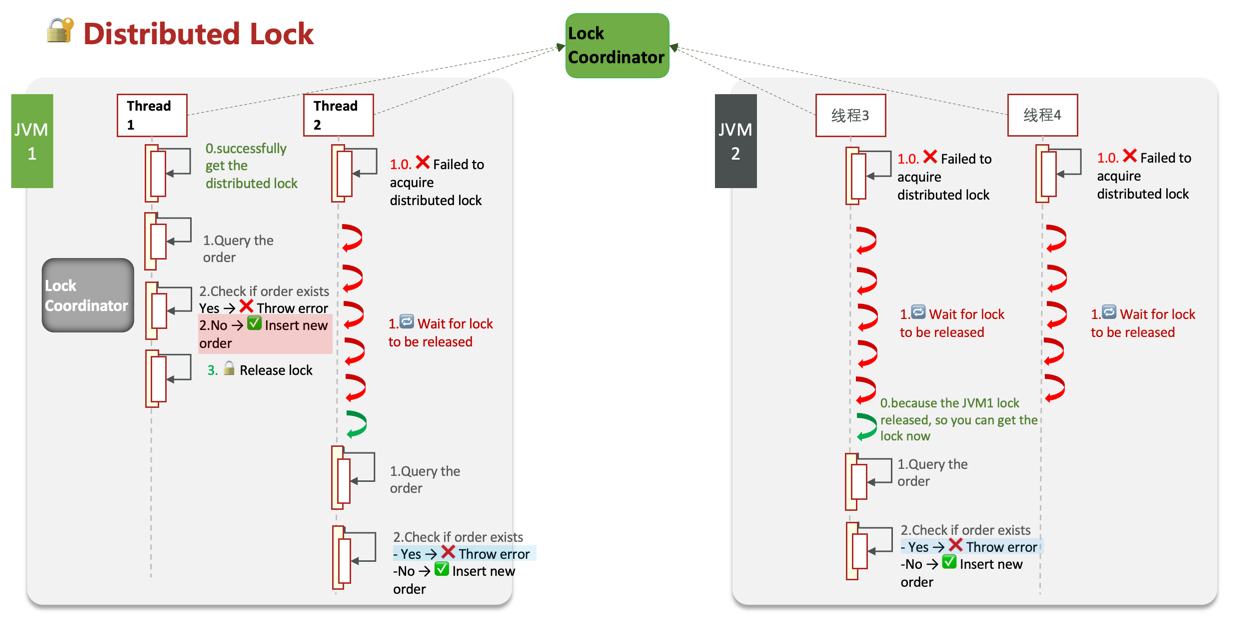 Distributed Lock
Lock
Coordinator
JVM
1
Thread
1
Thread
2
0.successfully
get the
distributed lock
1.0. ❌ Failed to
acquire
distributed lock
1.Query the
order
Lock
Coordinator
2.Check if order exists
Yes → ❌ Throw error
2.No → ✅ Insert new
order
1.🔁 Wait for lock
to be released
3. 🔒 Release lock
1.Query the
order
2.Check if order exists
- Yes → ❌ Throw error
-No → ✅ Insert new
order
JVM
2
线程3
线程4
1.0. ❌ Failed to
acquire
distributed lock
1.0. ❌ Failed to
acquire
distributed lock
1.🔁 Wait for lock
to be released
1.🔁 Wait for lock
to be released
0.because the JVM1 lock
released, so you can get the
lock now
1.Query the
order
2.Check if order exists
- Yes → ❌ Throw error
-No → ✅ Insert new
order